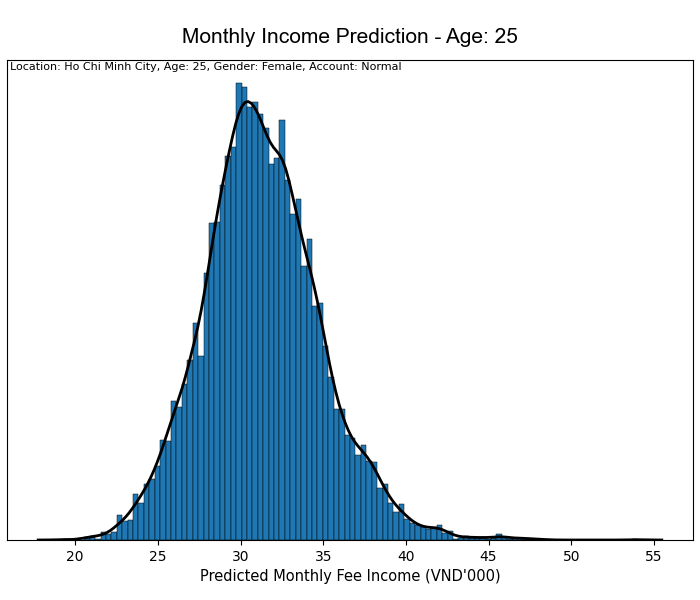 Monthly Income Prediction - Age: 25
Location: Ho Chi Minh City, Age: 25, Gender: Female, Account: Normal
20 25 30 35 40 45 50 55
Predicted Monthly Fee Income (VND'000)